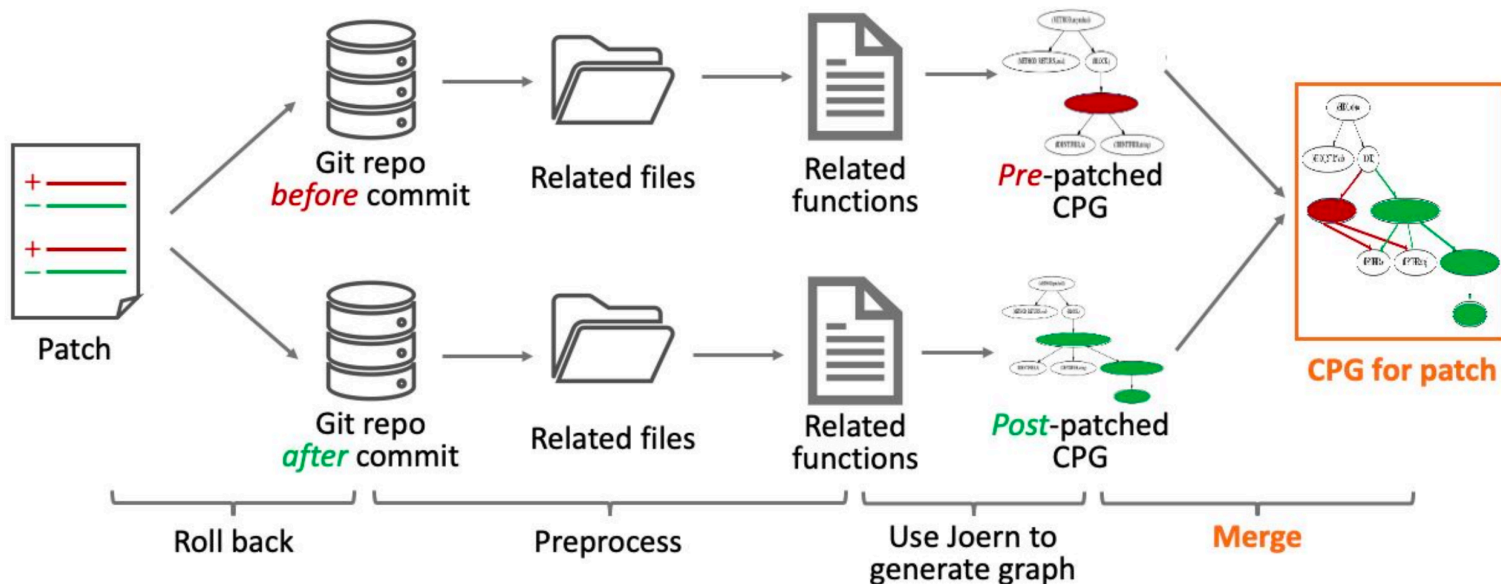 +
−
+
−
Patch
Git repo
before commit
Related files
Related
functions
Pre-patched
CPG
Git repo
after commit
Related files
Related
functions
Post-patched
CPG
CPG for patch
Roll back
Preprocess
Use Joern to
generate graph
Merge